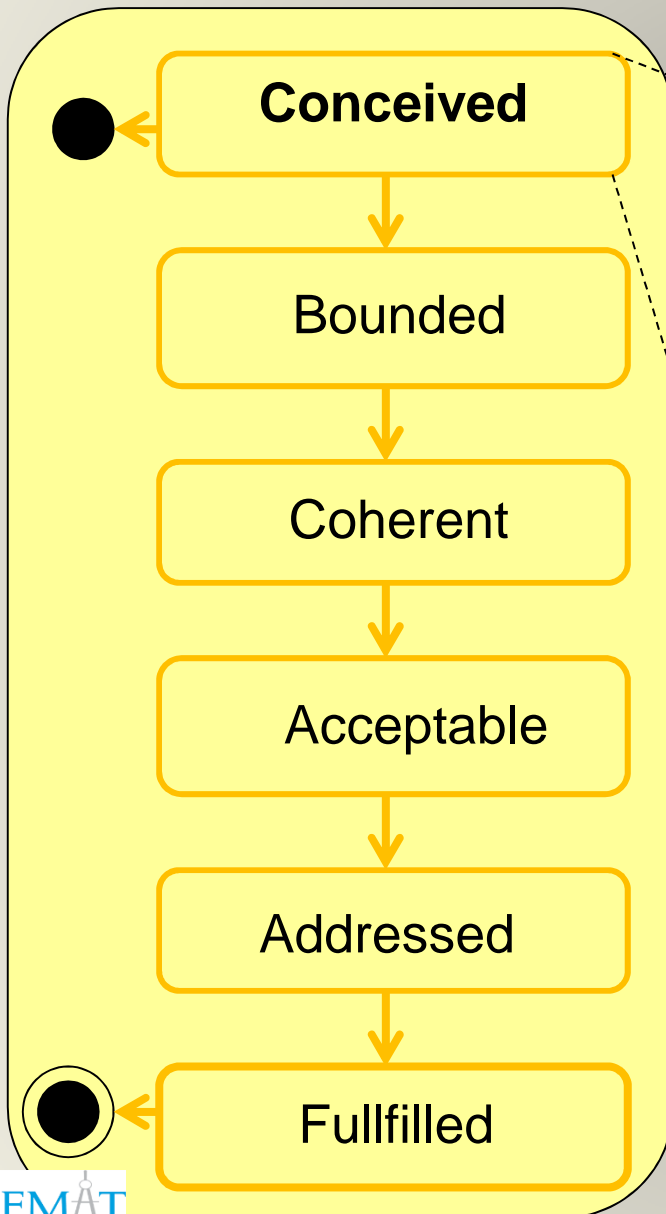 Conceived
Bounded
Coherent
Acceptable
Addressed
Fullfilled